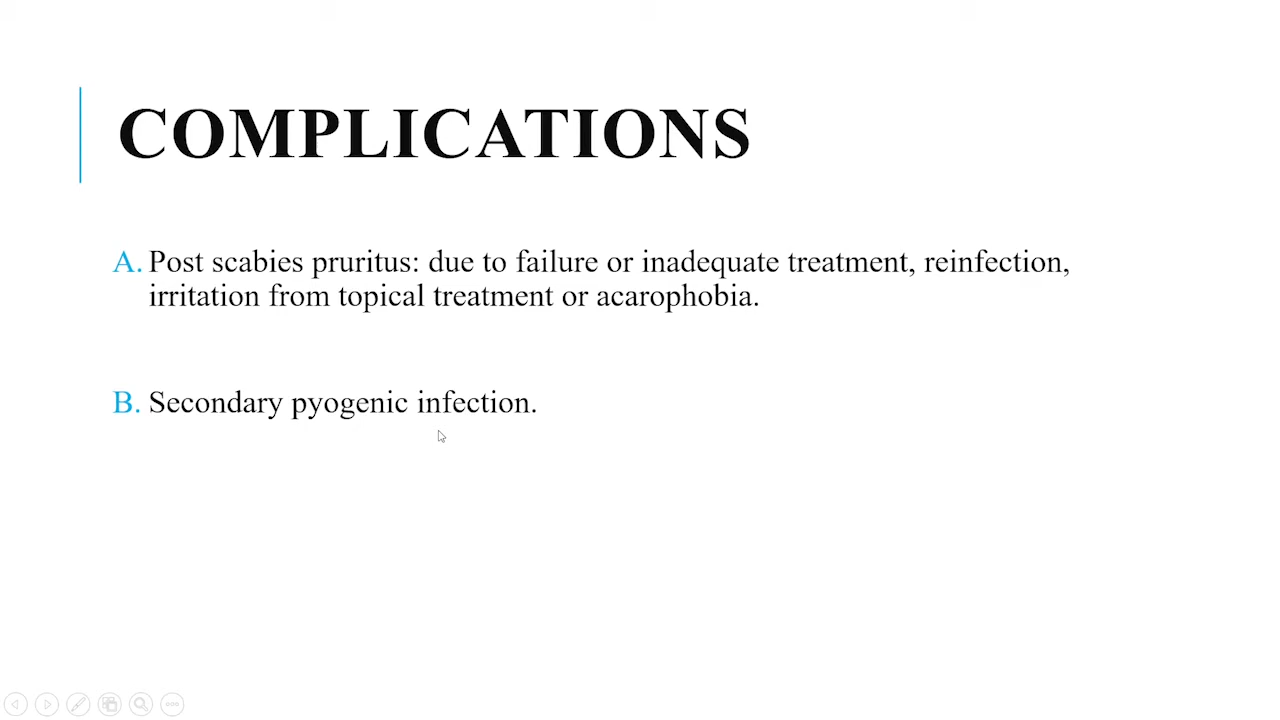 COMPLICATIONS
A. Post scabies pruritus: due to failure or inadequate treatment, reinfection,
irritation from topical treatment or acarophobia.
B. Secondary pyogenic infection.